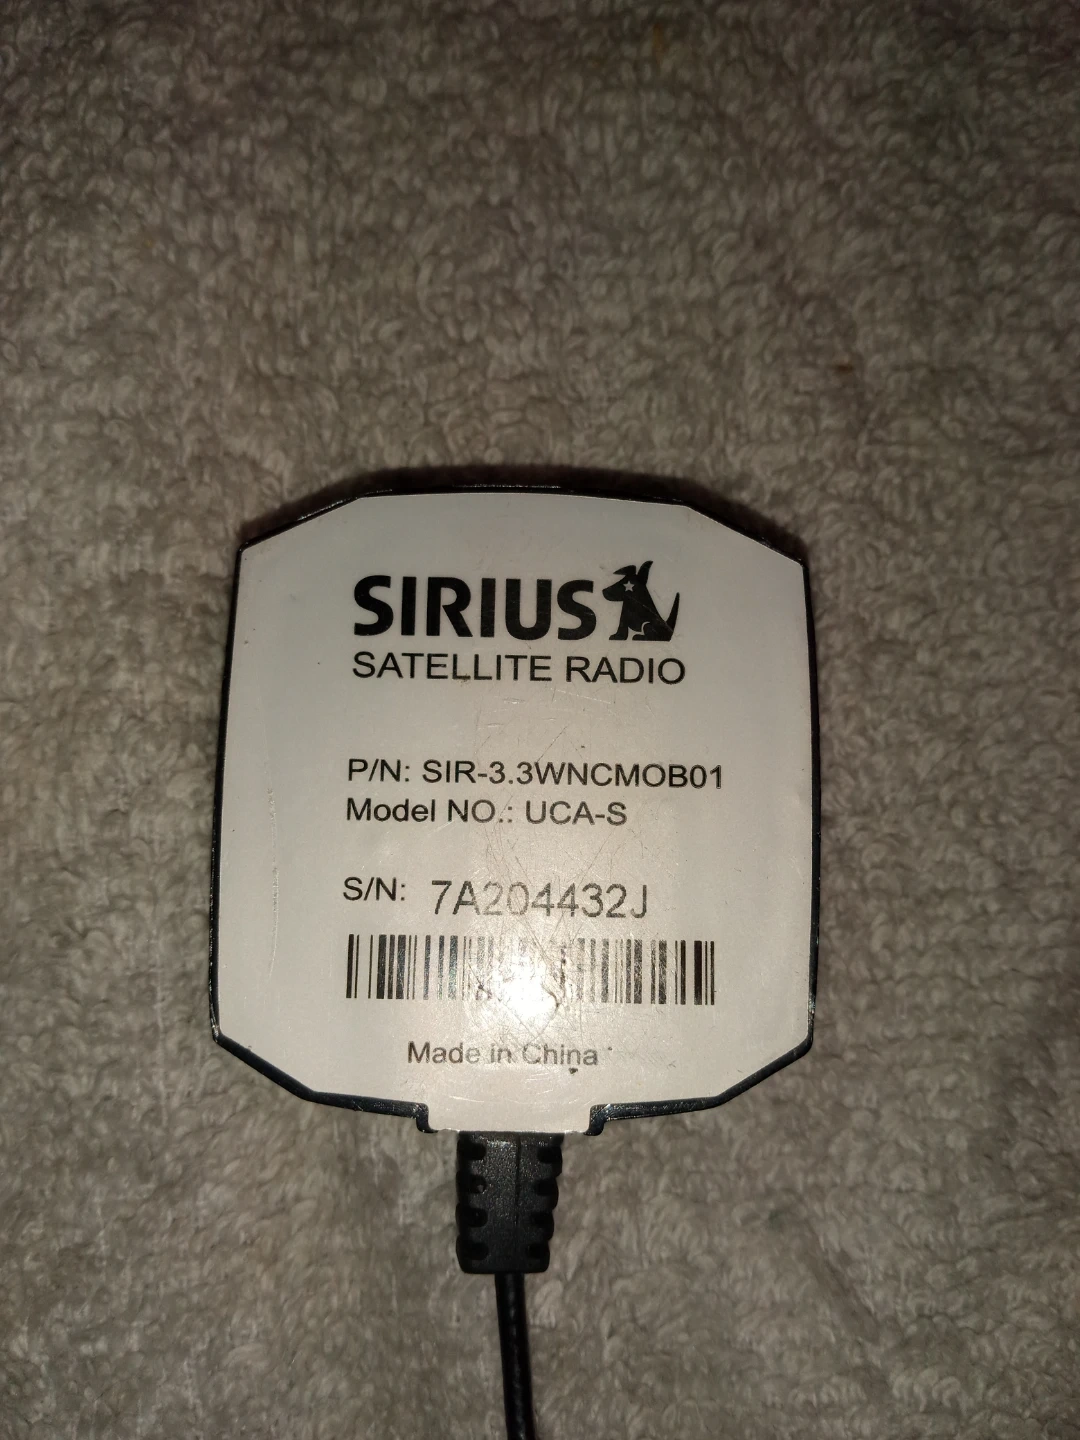 SIRIUS
SATELLITE RADIO
P/N: SIR-3.3WNCMOB01
Model NO.: UCA-S
S/N: 7A204432J
Made in China